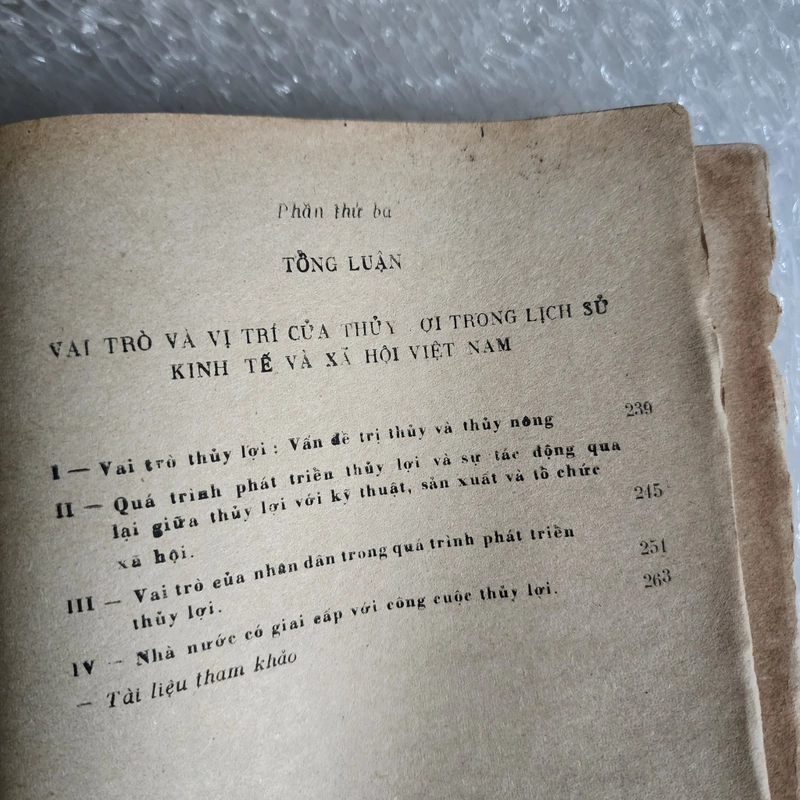 Phần thứ ba
TỔNG LUẬN
VAI TRÒ VÀ VỊ TRÍ CỦA THỦY ỢI TRONG LỊCH SỬ
KINH TẾ VÀ XÃ HỘI VIỆT NAM
I — Vai trò thủy lợi : Vấn đề trị thủy và thủy nông 239
II — Quá trình phát triển thủy lợi và sự tác động qua
lại giữa thủy lợi với kỹ thuật, sản xuất và tổ chức
xã hội. 245
III — Vai trò của nhân dân trong quá trình phát triển
thủy lợi. 251
IV — Nhà nước có giai cấp với công cuộc thủy lợi. 263
— Tài liệu tham khảo